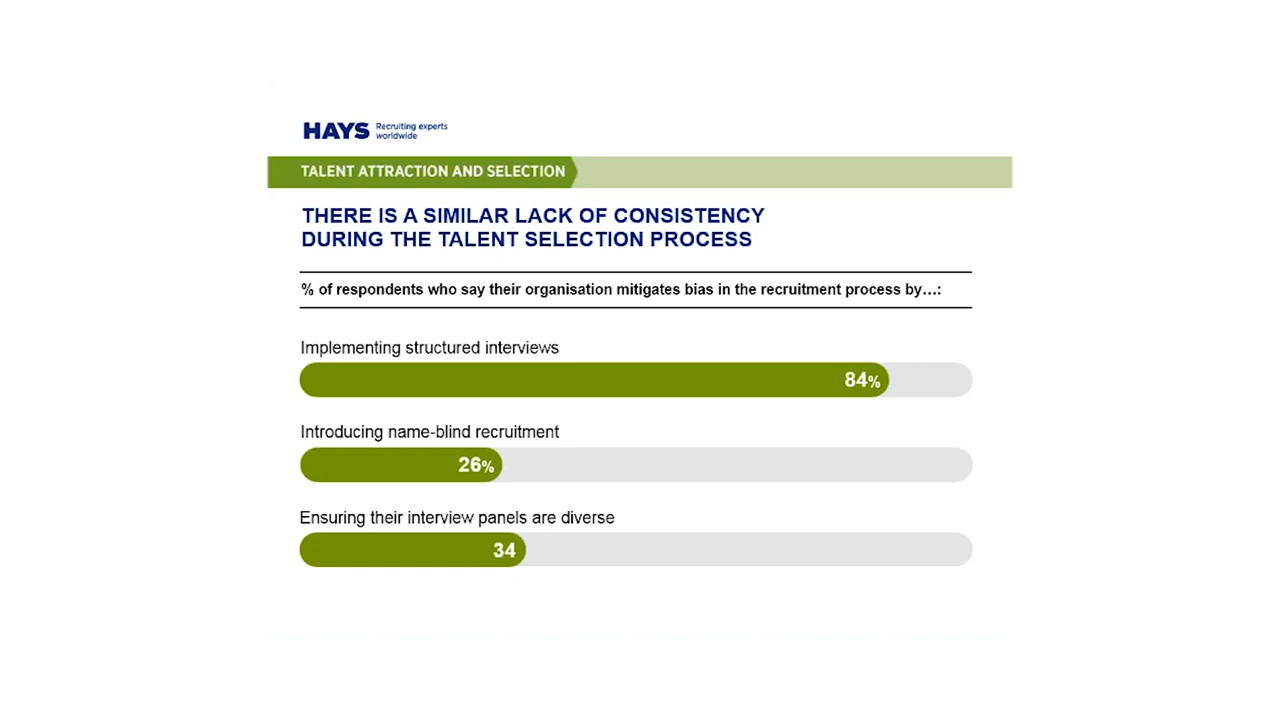 HAYS Recruiting experts
worldwide
TALENT ATTRACTION AND SELECTION
THERE IS A SIMILAR LACK OF CONSISTENCY
DURING THE TALENT SELECTION PROCESS
% of respondents who say their organisation mitigates bias in the recruitment process by…:
Implementing structured interviews
84%
Introducing name-blind recruitment
26%
Ensuring their interview panels are diverse
34